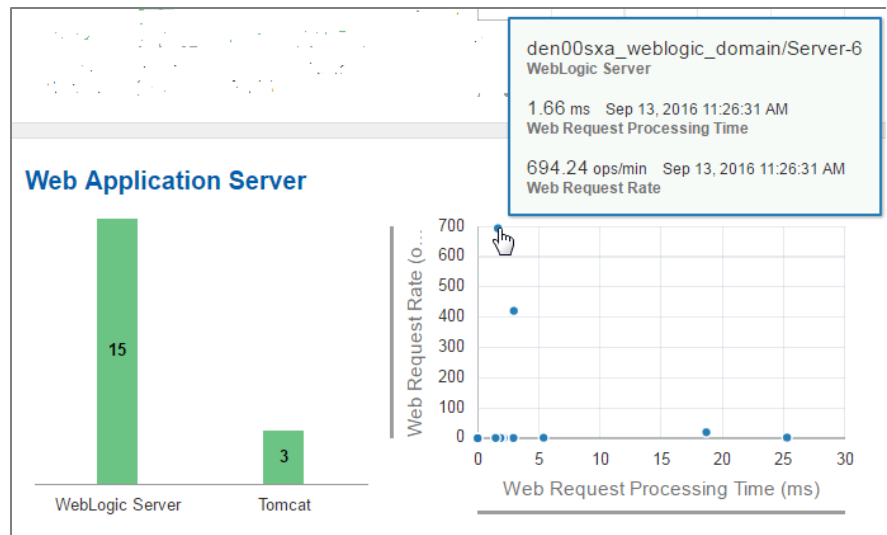 den00sxa_weblogic_domain/Server-6
WebLogic Server
1.66 ms Sep 13, 2016 11:26:31 AM
Web Request Processing Time
694.24 ops/min Sep 13, 2016 11:26:31 AM
Web Request Rate
Web Application Server
15
3
WebLogic Server
Tomcat
Web Request Rate (o...
700
600
500
400
300
200
100
0
0 5 10 15 20 25 30
Web Request Processing Time (ms)